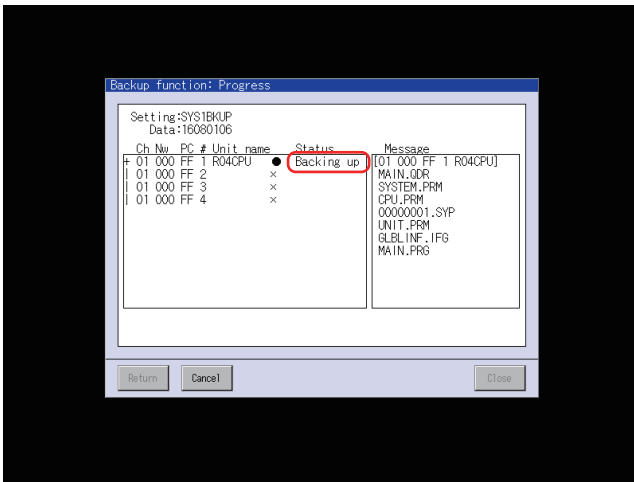 Backup function: Progress
Setting:SYS1BKUP
Data:16080106
Ch Nw PC # Unit name Status Message
+ 01 000 FF 1 R04CPU ● Backing up [01 000 FF 1 R04CPU]
| 01 000 FF 2 × MAIN.QDR
| 01 000 FF 3 × SYSTEM.PRM
| 01 000 FF 4 × CPU.PRM
00000001.SYP
UNIT.PRM
GLBLINF.IFG
MAIN.PRG
Return Cancel Close